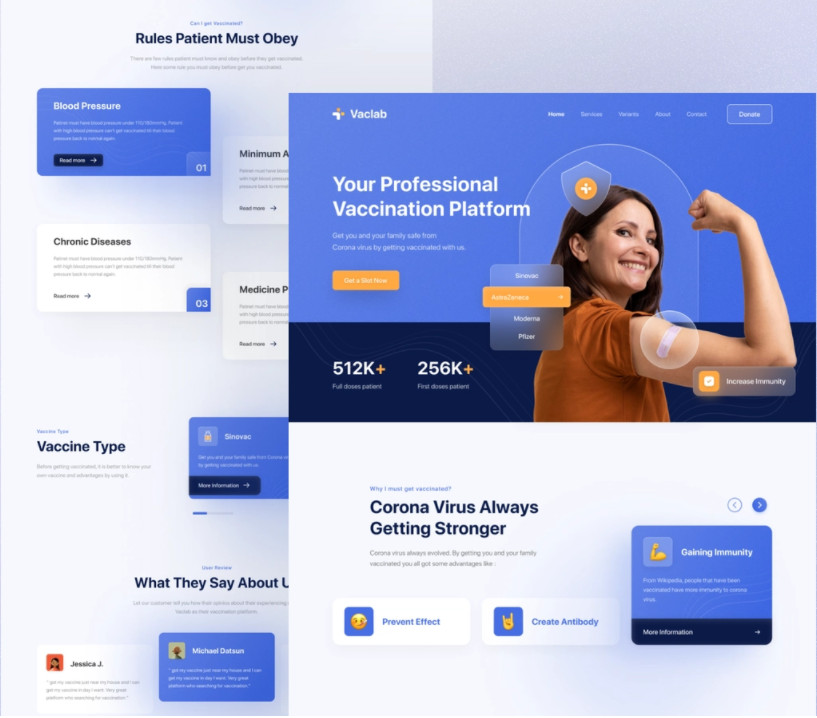 Can I get Vaccinated?
Rules Patient Must Obey
There are few rules patient must know and obey before they get vaccinated.
Here some rule you must obey before get you vaccinated.
Blood Pressure
Patient must have blood pressure under 110/180mmHg. Patient
with high blood pressure can't get vaccinated till their blood
pressure back to normal again.
Read more
01
Minimum A
Patient must have bloo
with high blood pressu
pressure back to norm
Read more
Chronic Diseases
Patient must have blood pressure under 110/180mmHg. Patient
with high blood pressure can't get vaccinated till their blood
pressure back to normal again.
Read more
03
Medicine P
Patient must have bloo
with high blood pressu
pressure back to norm
Read more
Vaccine Type
Vaccine Type
Before getting vaccinated, it is better to know your
own vaccine and advantages by using it.
Sinovac
Get you and your family safe from Corona vi
by getting vaccinated with us.
More Information
User Review
What They Say About U
Let our customer tell you how their opinions about their experiencing
Vaclab as their vaccination platform.
Jessica J.
" get my vaccine just near my house and I can
get my vaccine in day I want. Very great
platform who searching for vaccination."
Michael Datsun
" get my vaccine just near my house and I can
get my vaccine in day I want. Very great
platform who searching for vaccination."
Vaclab
Home
Services
Variants
About
Contact
Donate
Your Professional
Vaccination Platform
Get you and your family safe from
Corona virus by getting vaccinated with us.
Get a Slot Now
Sinovac
AstraZeneca
Moderna
Pfizer
512K+
Full doses patient
256K+
First doses patient
Increase Immunity
Why I must get vaccinated?
Corona Virus Always
Getting Stronger
Corona virus always evolved. By getting you and your family
vaccinated you all got some advantages like :
Prevent Effect
Create Antibody
Gaining Immunity
From Wikipedia, people that have been
vaccinated have more immunity to corona
virus.
More Information